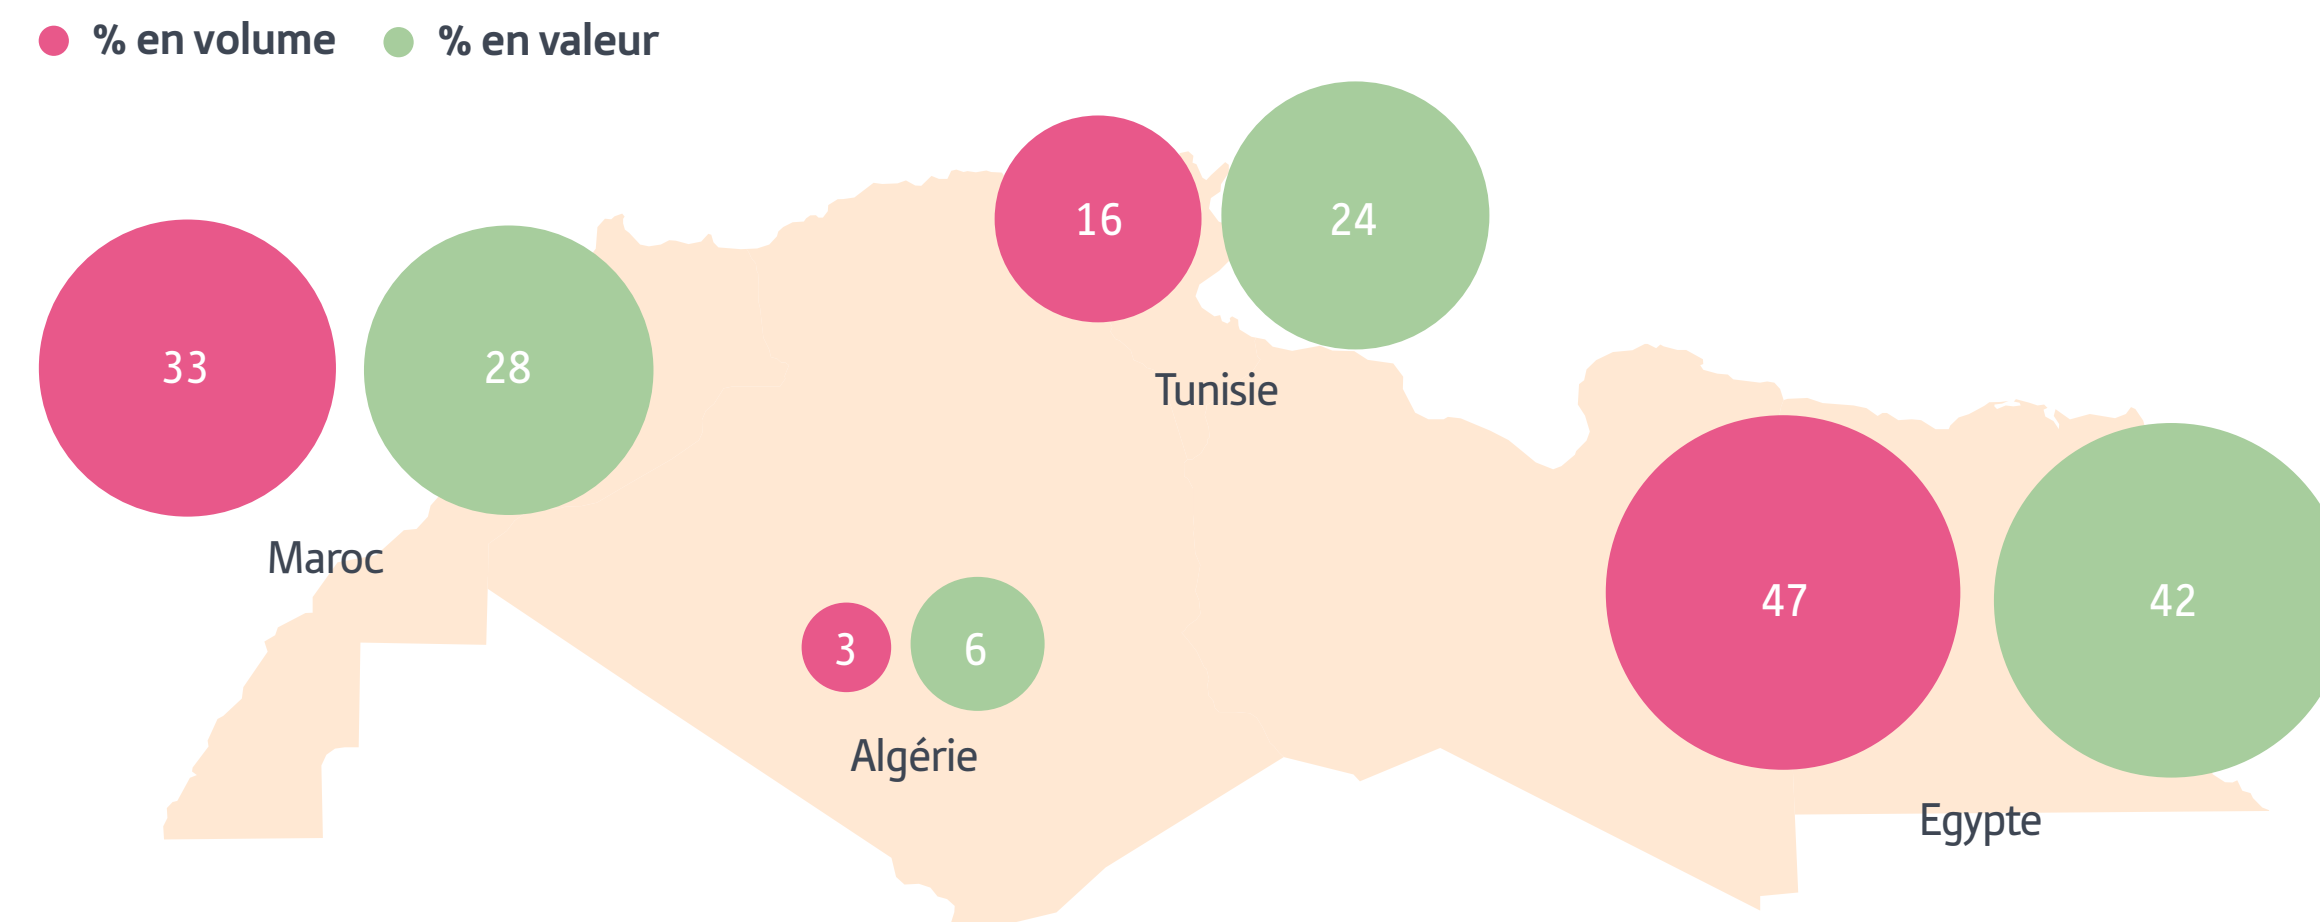 % en volume % en valeur
16 24
33 28
Tunisie
Maroc
47 42
3 6
Algérie
Egypte